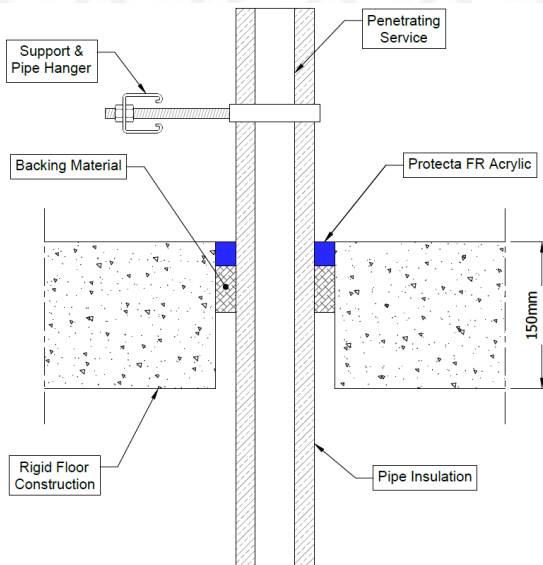 Penetrating
Service
Support &
Pipe Hanger
Backing Material
Protecta FR Acrylic
150mm
Rigid Floor
Construction
Pipe Insulation